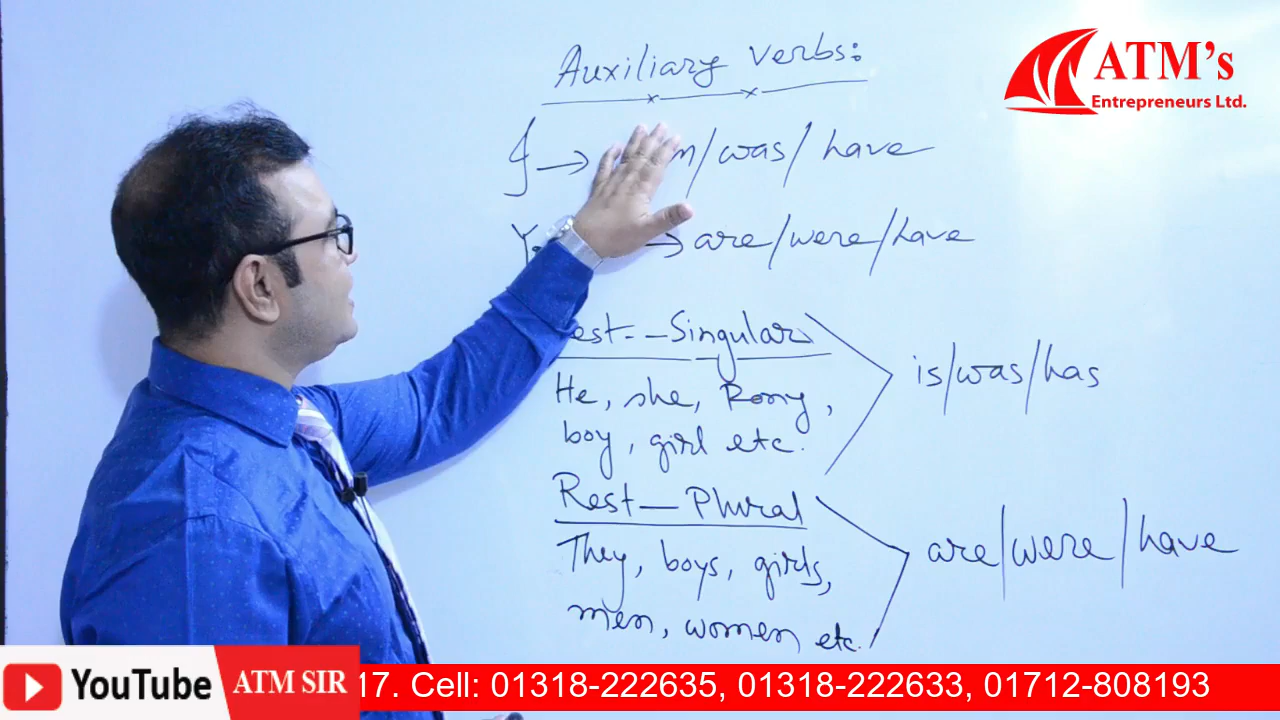 Auxiliary verbs:
I → /was/have
→ are/were/have
Rest - Singular
He, she, Rony,
boy, girl etc.
is/was/has
Rest - Plural
They, boys, girls,
men, women etc.
are/were/have
ATM's
Entrepreneurs Ltd.
YouTube
ATM SIR
17. Cell: 01318-222635, 01318-222633, 01712-808193